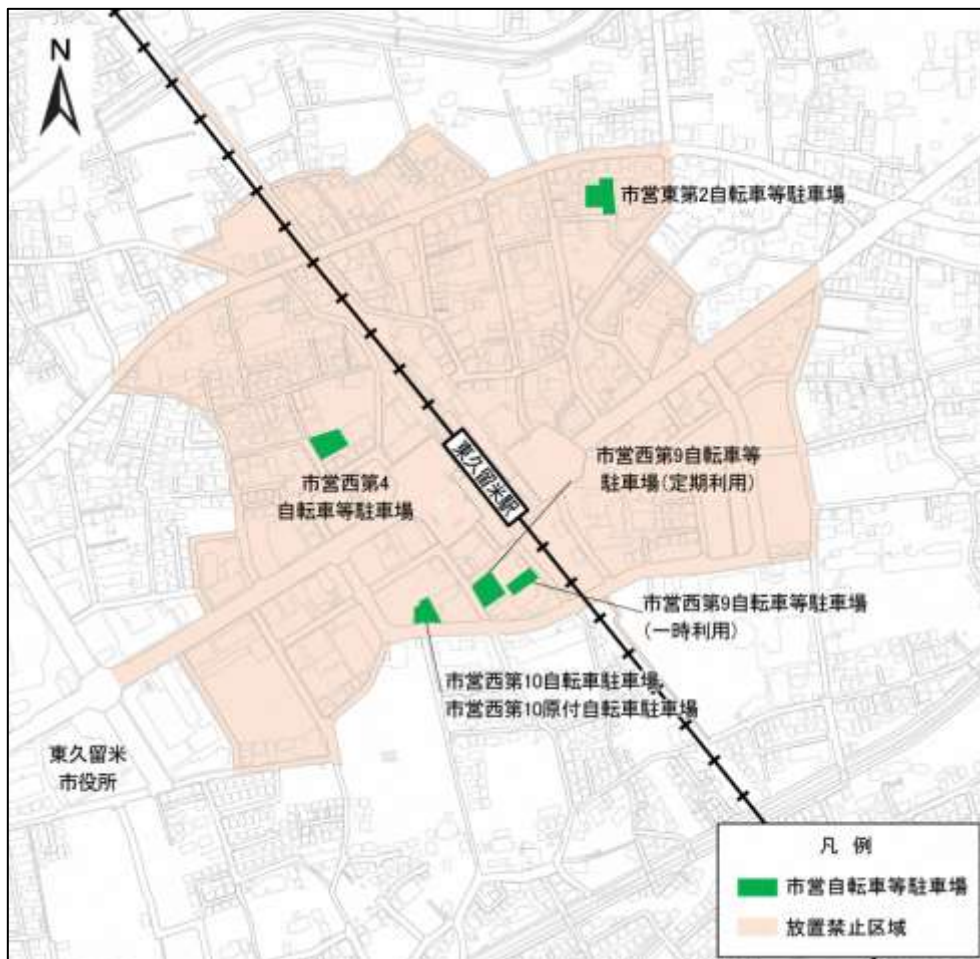 N
市営東第2自転車等駐車場
市営西第9自転車等
駐車場(定期利用)
東久留米駅
市営西第4
自転車等駐車場
市営西第9自転車等駐車場
(一時利用)
市営西第10自転車駐車場,
市営西第10原付自転車駐車場
東久留米
市役所
凡 例
市営自転車等駐車場
放置禁止区域